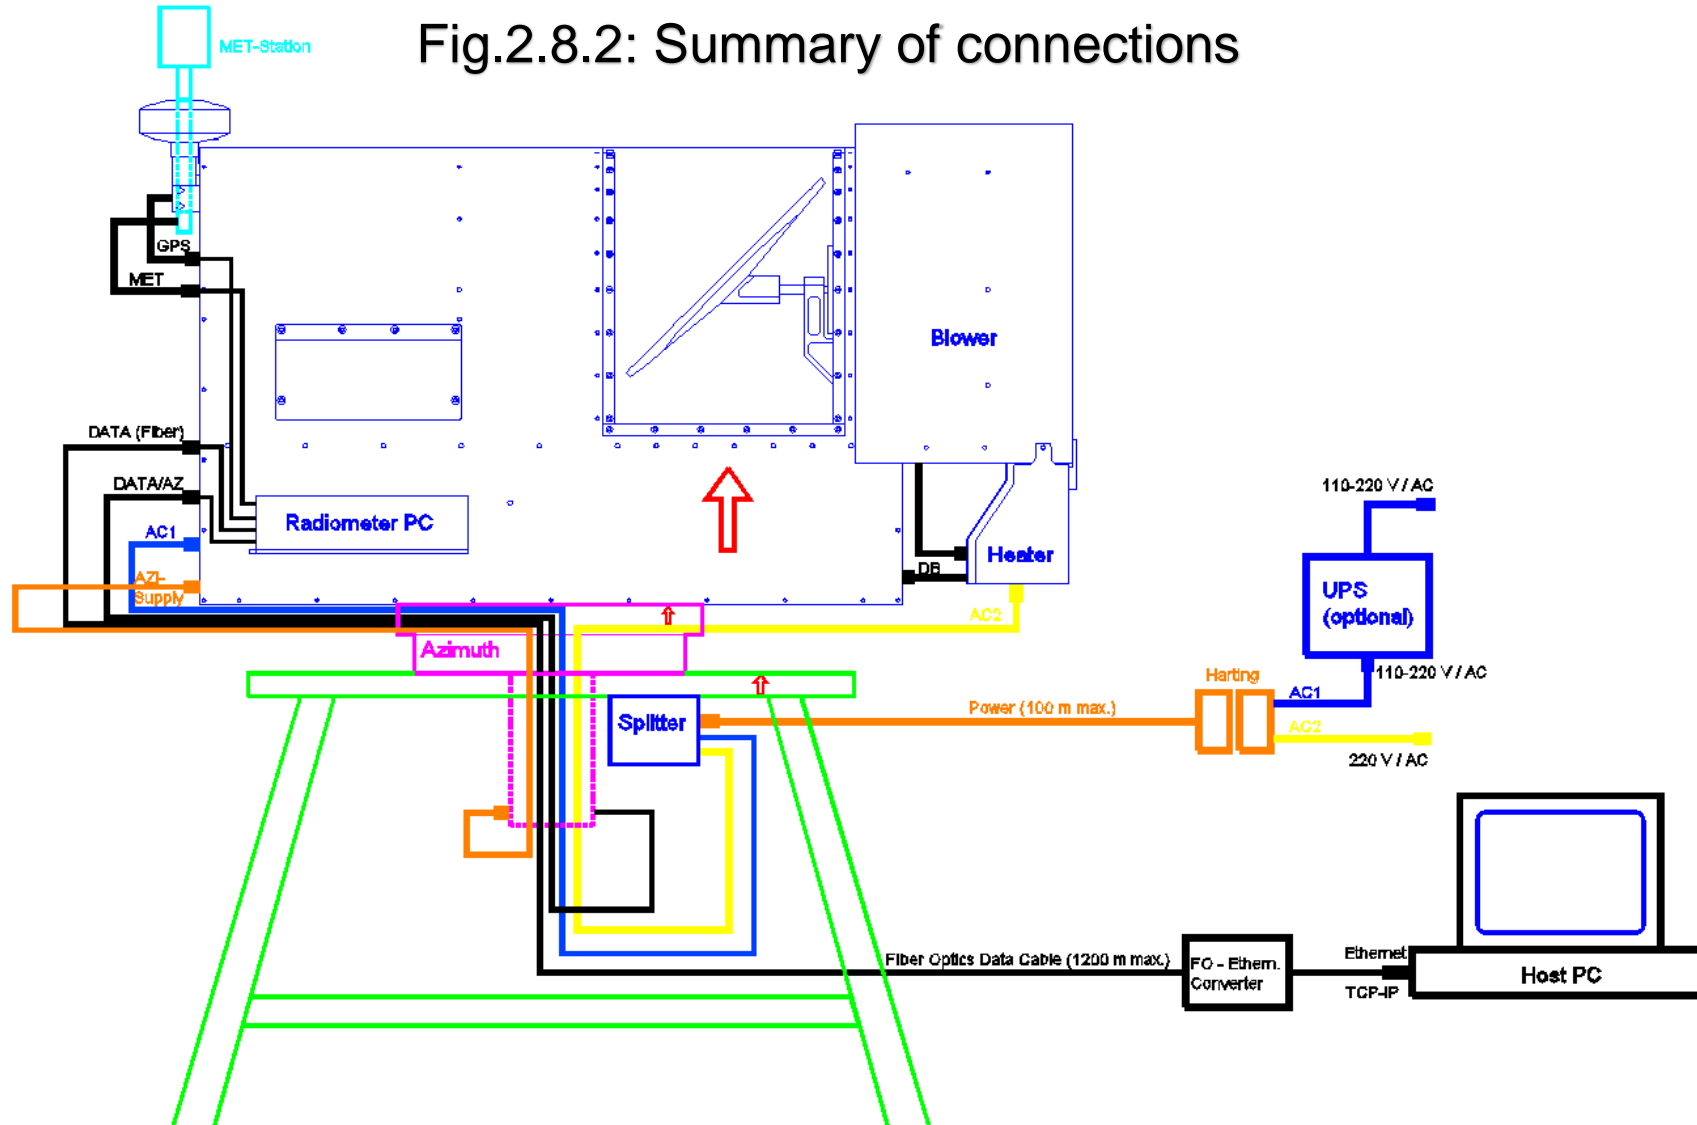 Fig.2.8.2: Summary of connections
MET-Station
GPS
MET
Blower
DATA (Fiber)
DATA/AZ
Radiometer PC
AC1
AZI-
Supply
Heater
DB
AC2
Azimuth
Splitter
Power (100 m max.)
Harting
110-220 V / AC
UPS
(optional)
110-220 V / AC
AC1
AC2
220 V / AC
Fiber Optics Data Cable (1200 m max.)
FO - Ethern.
Converter
Ethernet
TCP-IP
Host PC